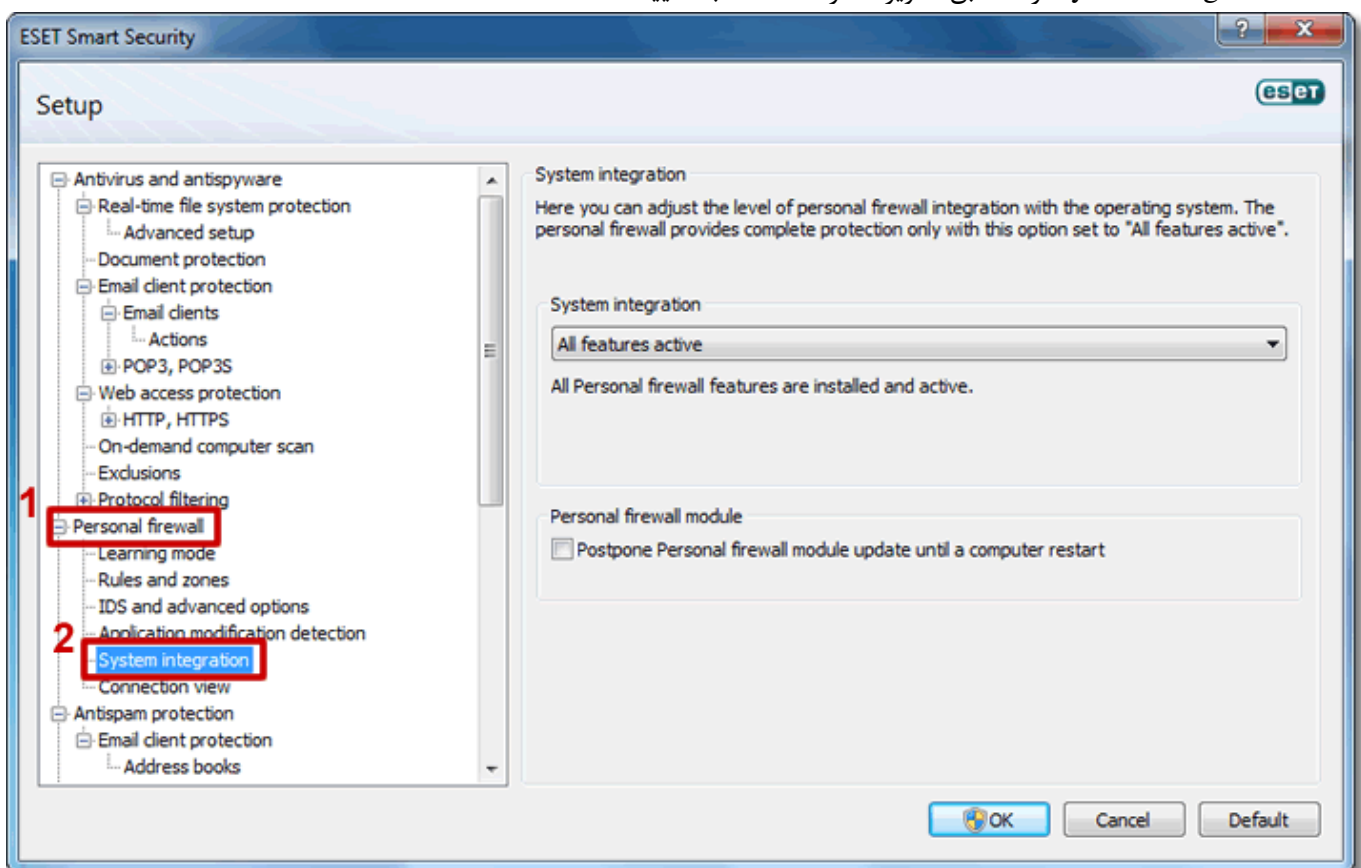 ESET Smart Security
?
x
Setup
eset
Antivirus and antispyware
Real-time file system protection
Advanced setup
Document protection
Email client protection
Email clients
Actions
POP3, POP3S
Web access protection
HTTP, HTTPS
On-demand computer scan
Exclusions
Protocol filtering
1
Personal firewall
Learning mode
Rules and zones
IDS and advanced options
Application modification detection
2
System integration
Connection view
Antispam protection
Email client protection
Address books
System integration
Here you can adjust the level of personal firewall integration with the operating system. The
personal firewall provides complete protection only with this option set to "All features active".
System integration
All features active
All Personal firewall features are installed and active.
Personal firewall module
Postpone Personal firewall module update until a computer restart
OK
Cancel
Default